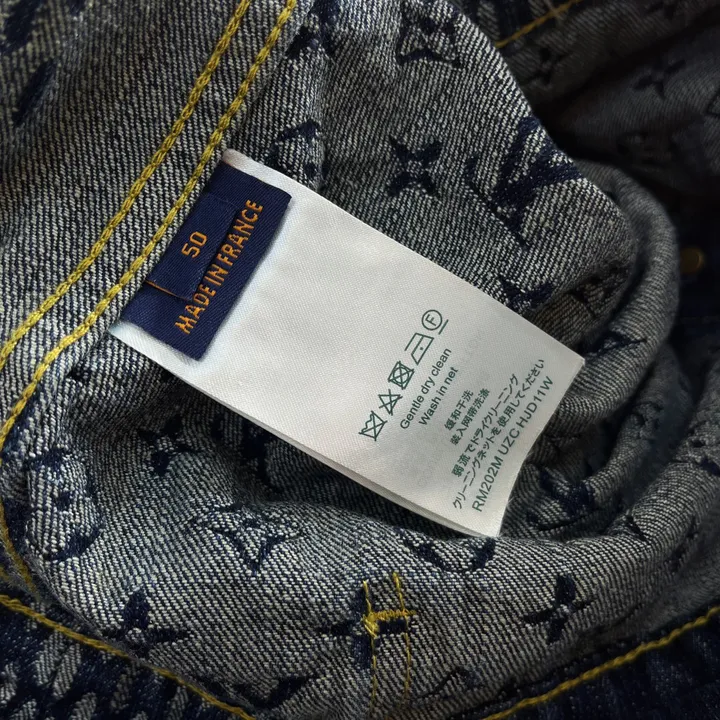 50
MADE IN FRANCE
F
Gentle dry clean
Wash in net
缓和干洗
装入网带洗涤
弱流でドライクリーニング
クリーニングネットを使用してください
RM202M UZC HJD11W